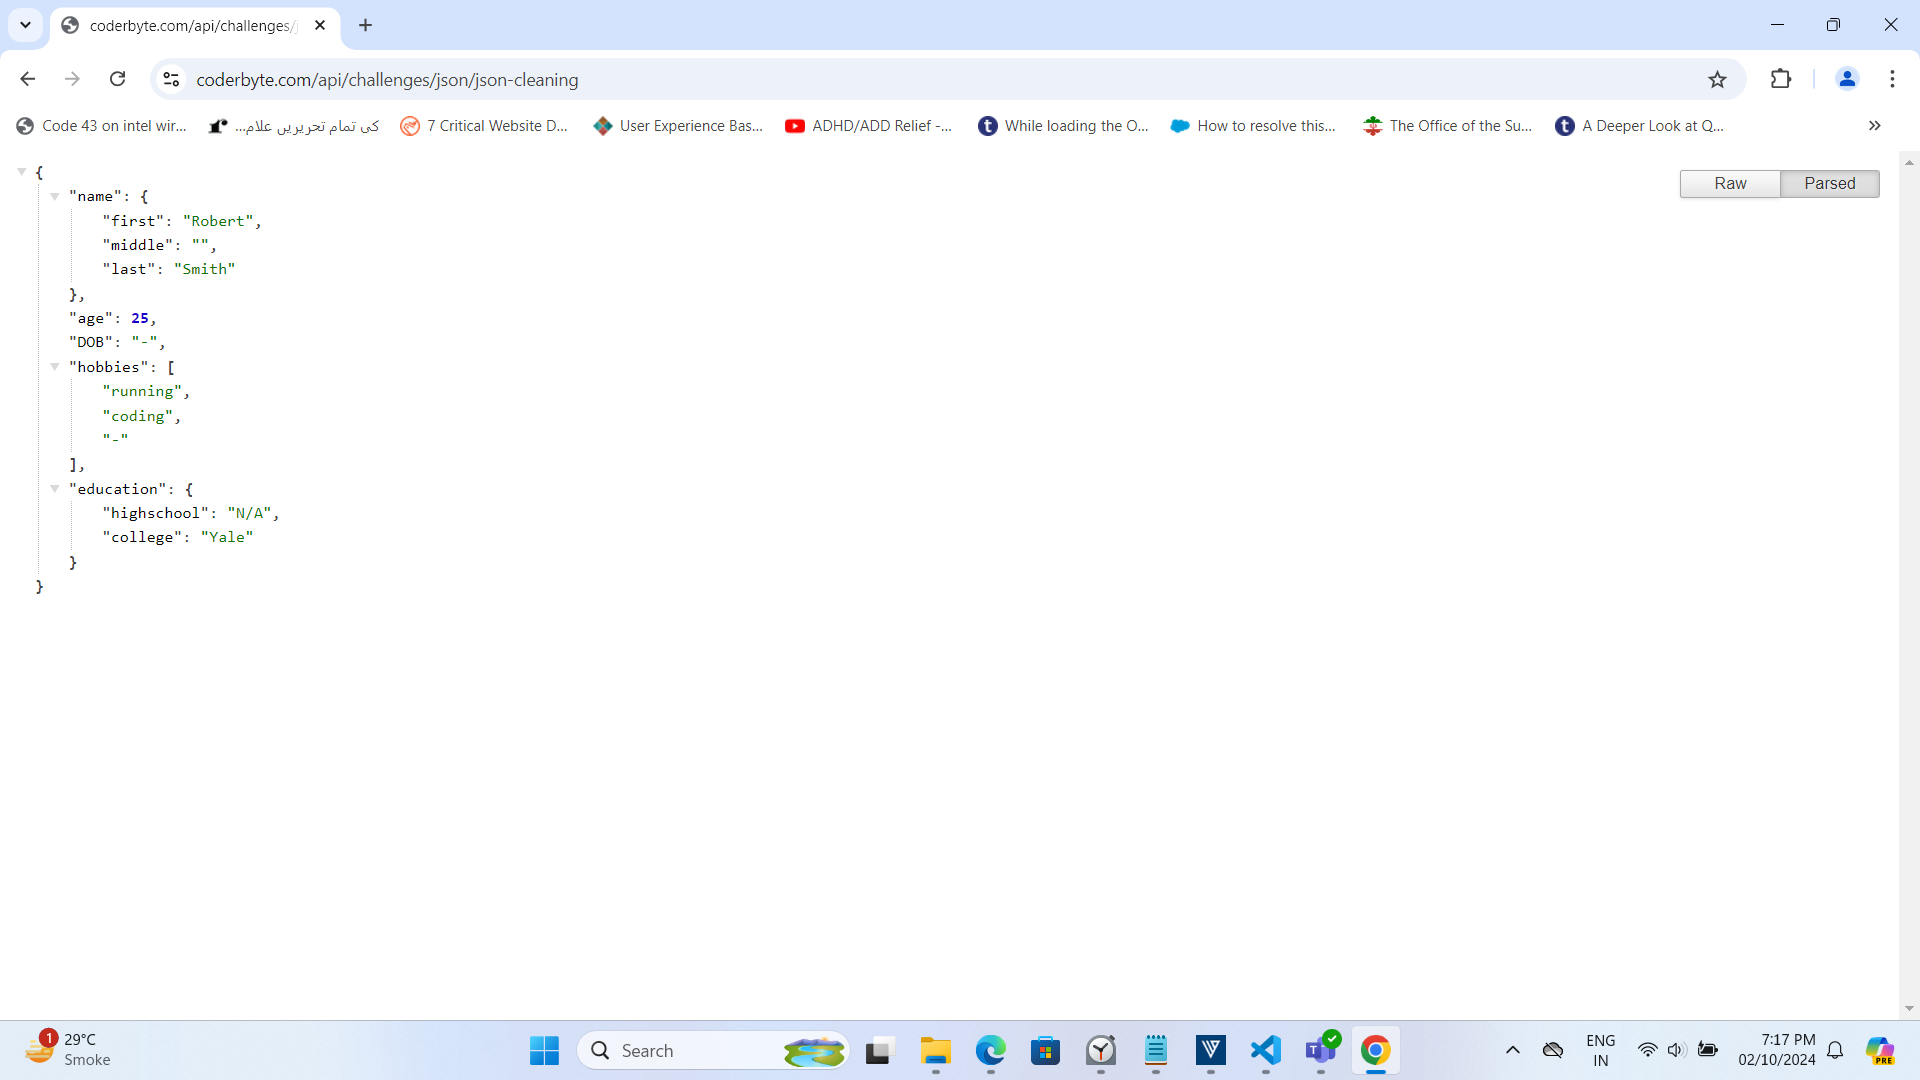 coderbyte.com/api/challenges/j
coderbyte.com/api/challenges/json/json-cleaning
Code 43 on intel wir...
کی تمام تحریریں علام...
7 Critical Website D...
User Experience Bas...
ADHD/ADD Relief -...
While loading the O...
How to resolve this...
The Office of the Su...
A Deeper Look at Q...
Raw
Parsed
{
"name": {
"first": "Robert",
"middle": "",
"last": "Smith"
},
"age": 25,
"DOB": "-",
"hobbies": [
"running",
"coding",
"-"
],
"education": {
"highschool": "N/A",
"college": "Yale"
}
}
1
29°C
Smoke
Search
ENG
IN
7:17 PM
02/10/2024
PRE